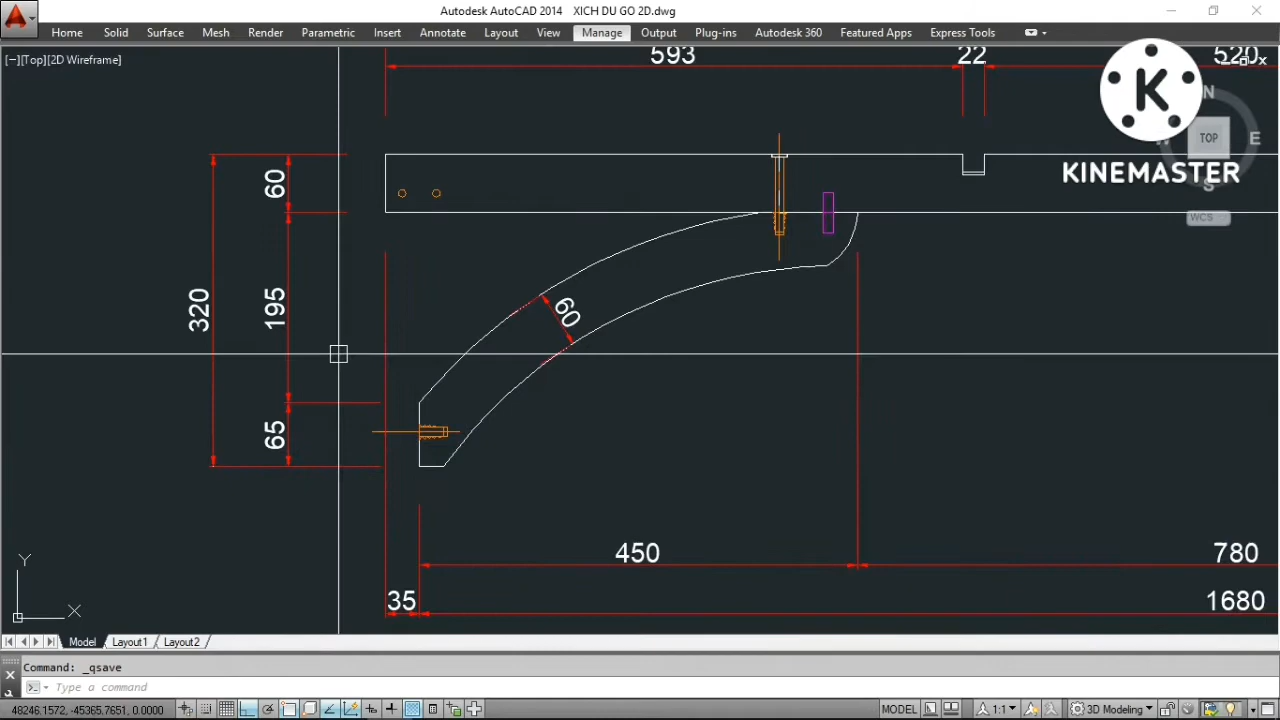 Autodesk AutoCAD 2014 XICH DU GO 2D.dwg
Home Solid Surface Mesh Render Parametric Insert Annotate Layout View Manage Output Plug-ins Autodesk 360 Featured Apps Express Tools
[−][Top][2D Wireframe]
593
22
520
K
N
TOP
E
KINEMASTER
S
WCS
60
320
195
60
65
450
780
35
1680
Y
X
Model Layout1 Layout2
Command: _qsave
Type a command
48246.1572, -45365.7651, 0.0000
MODEL
1:1
3D Modeling